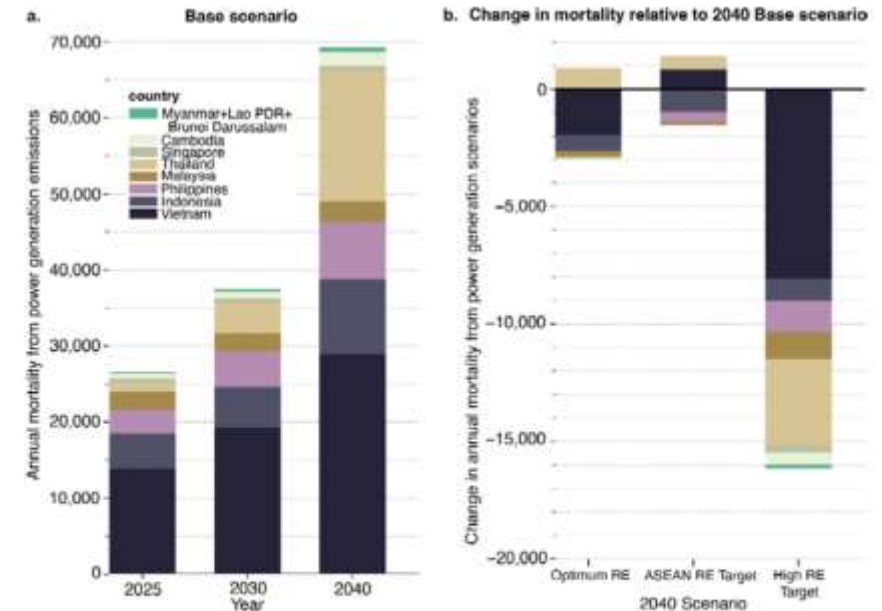 a.
Base scenario
Annual mortality from power generation emissions
70,000
60,000
50,000
40,000
30,000
20,000
10,000
0
country
Myanmar+Lao PDR+
Brunei Darussalam
Cambodia
Singapore
Thailand
Malaysia
Philippines
Indonesia
Vietnam
2025
2030
2040
Year
b. Change in mortality relative to 2040 Base scenario
Change in annual mortality from power generation scenarios
0
−5,000
−10,000
−15,000
−20,000
Optimum RE
ASEAN RE Target
High RE
Target
2040 Scenario